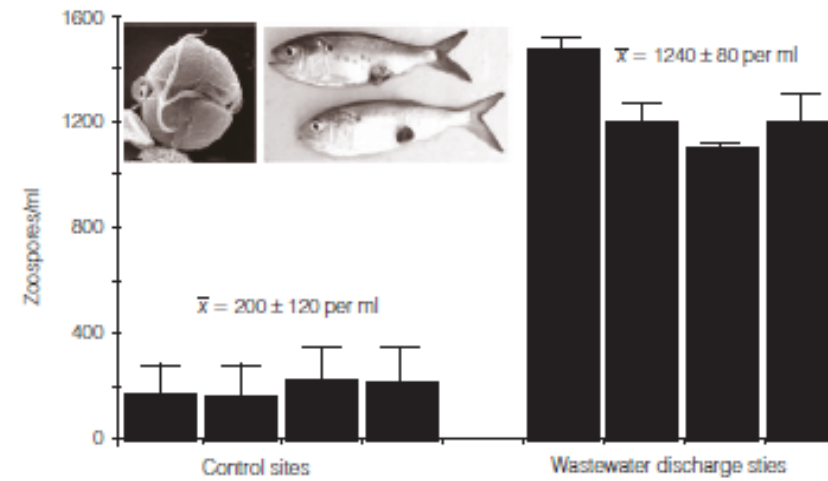 1600
x̅ = 1240 ± 80 per ml
1200
800
Zoospores/ml
x̅ = 200 ± 120 per ml
400
0
Control sites
Wastewater discharge sties